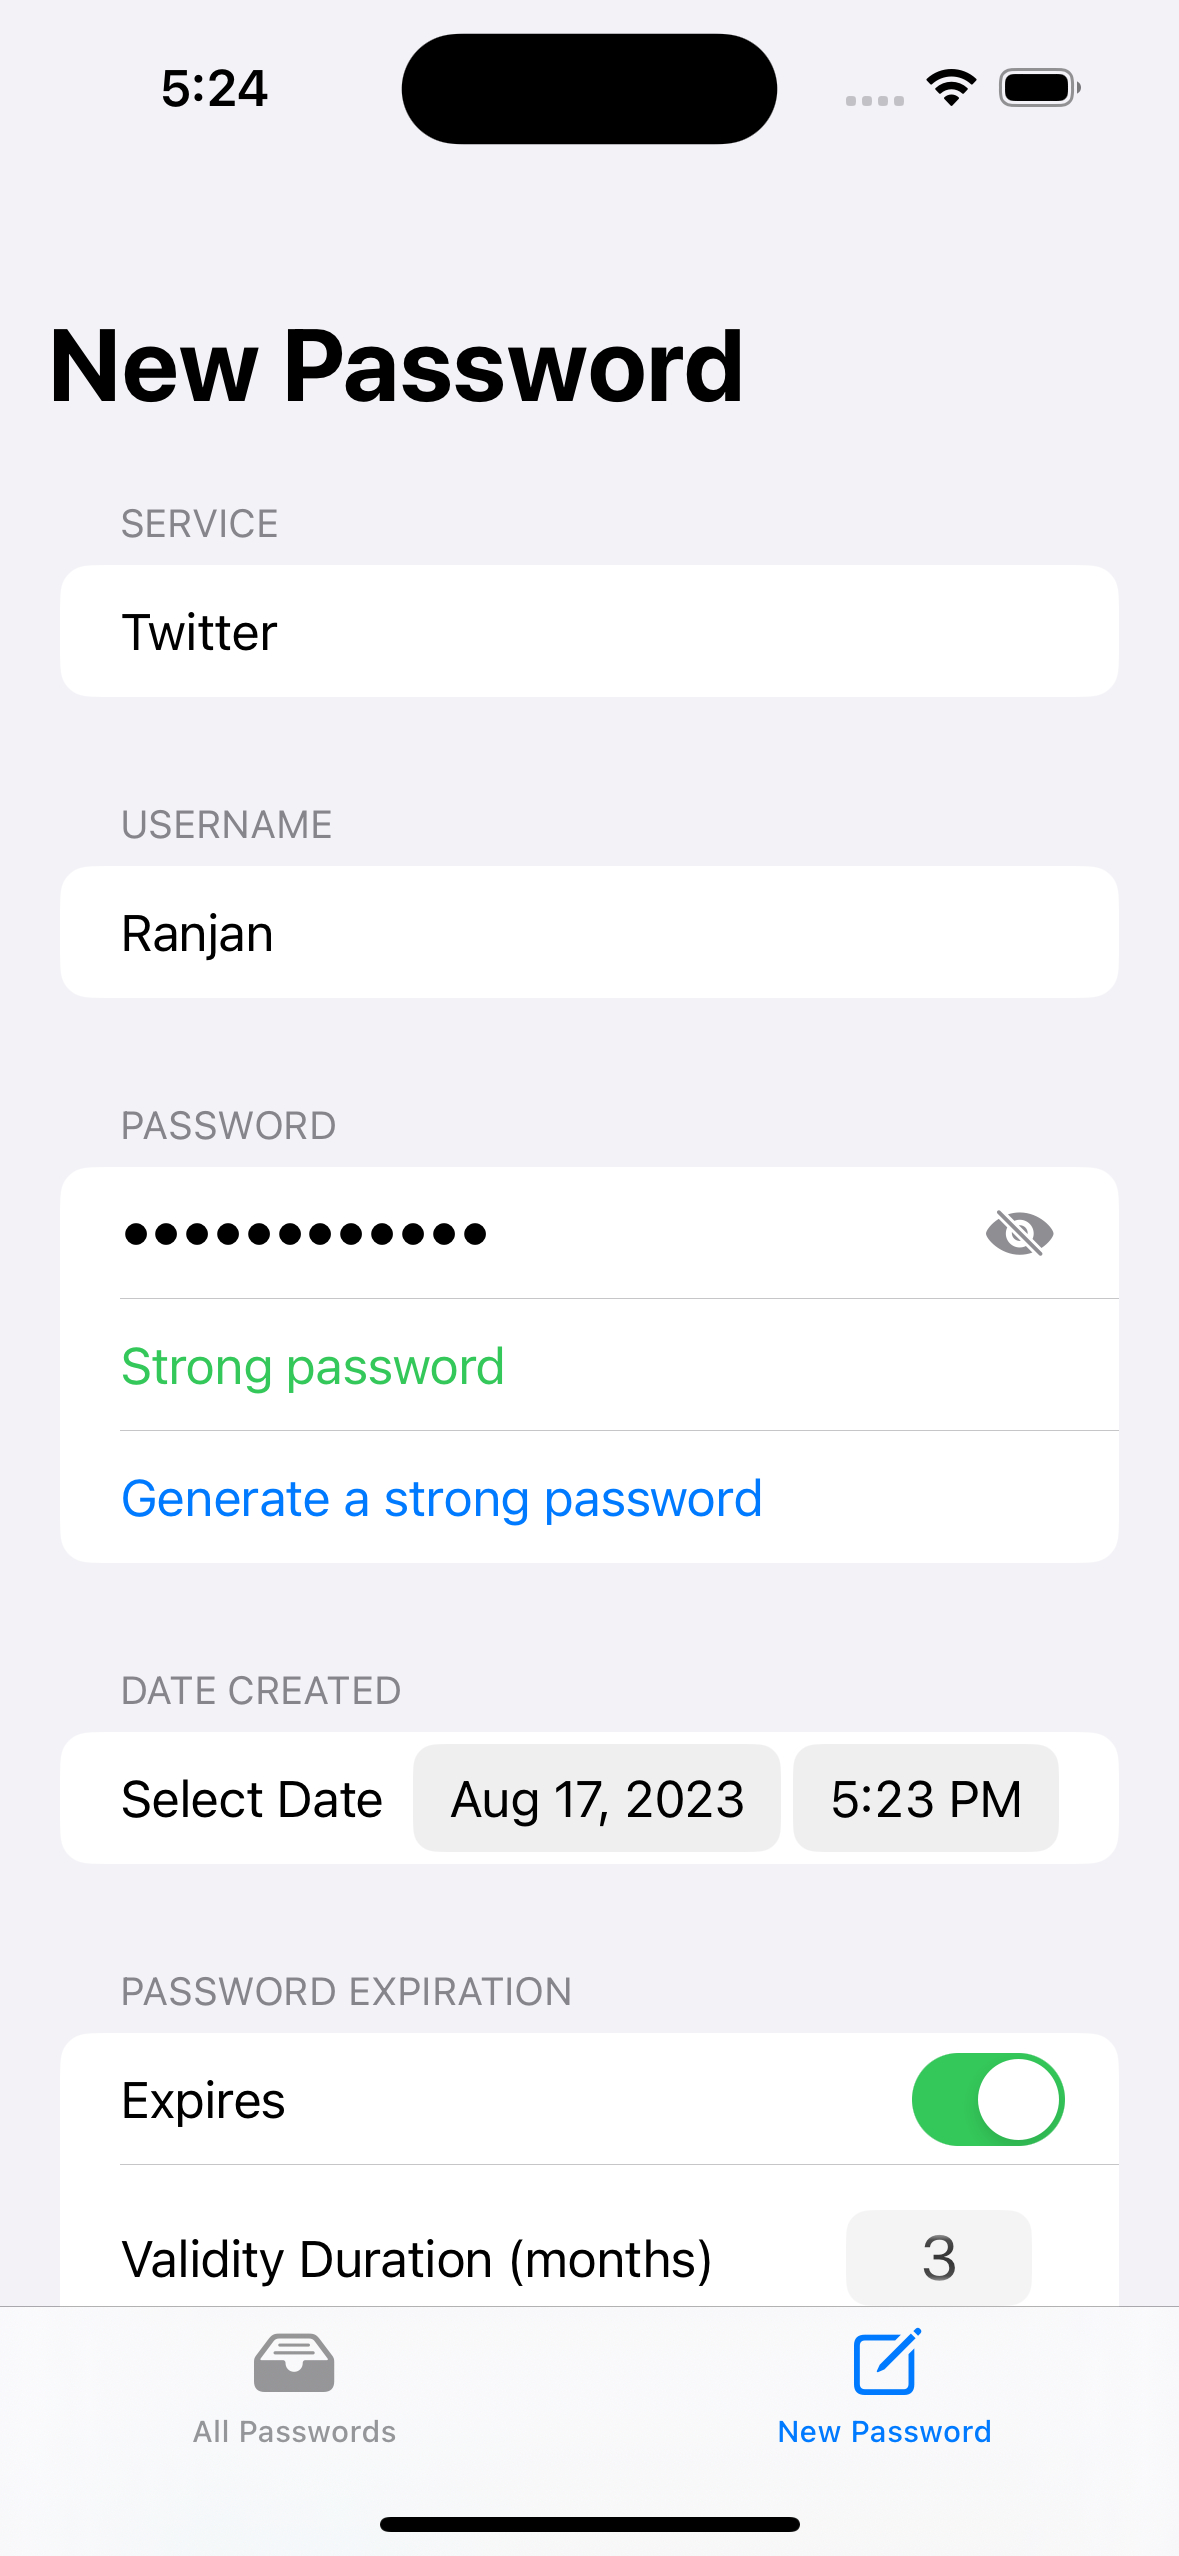 5:24
New Password
SERVICE
Twitter
USERNAME
Ranjan
PASSWORD
••••••••••••
Strong password
Generate a strong password
DATE CREATED
Select Date Aug 17, 2023 5:23 PM
PASSWORD EXPIRATION
Expires
Validity Duration (months) 3
All Passwords New Password